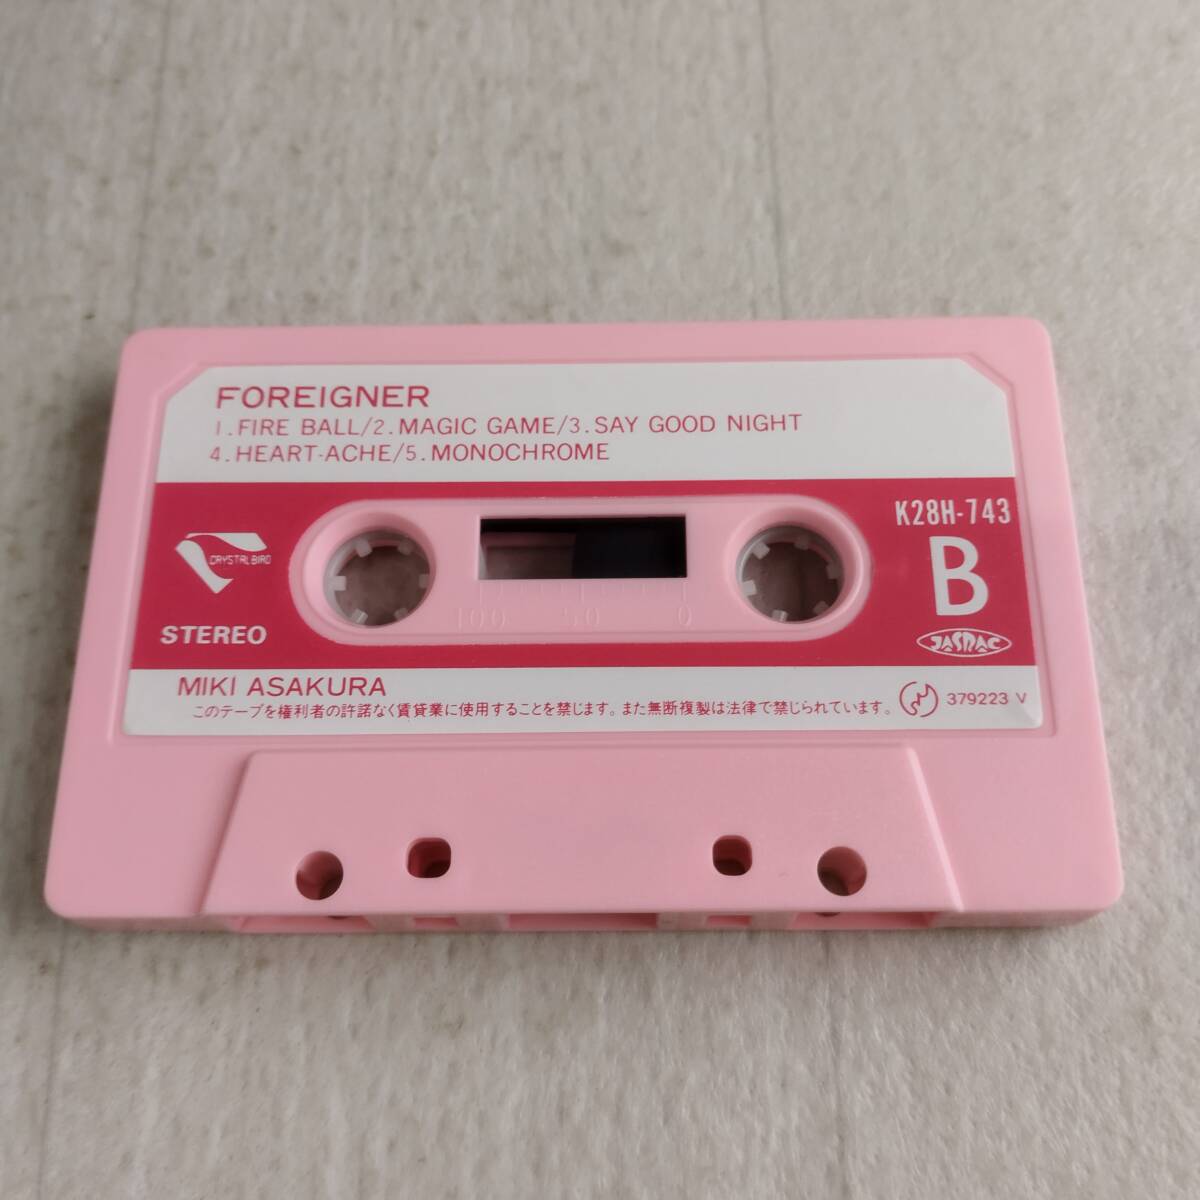 FOREIGNER
1.FIRE BALL/2.MAGIC GAME/3.SAY GOOD NIGHT
4.HEART-ACHE/5.MONOCHROME
K28H-743
CRYSTAL BIRD
B
STEREO
JASRAC
100 50 0
MIKI ASAKURA
このテープを権利者の許諾なく賃貸業に使用することを禁じます。また無断複製は法律で禁じられています。
379223 V